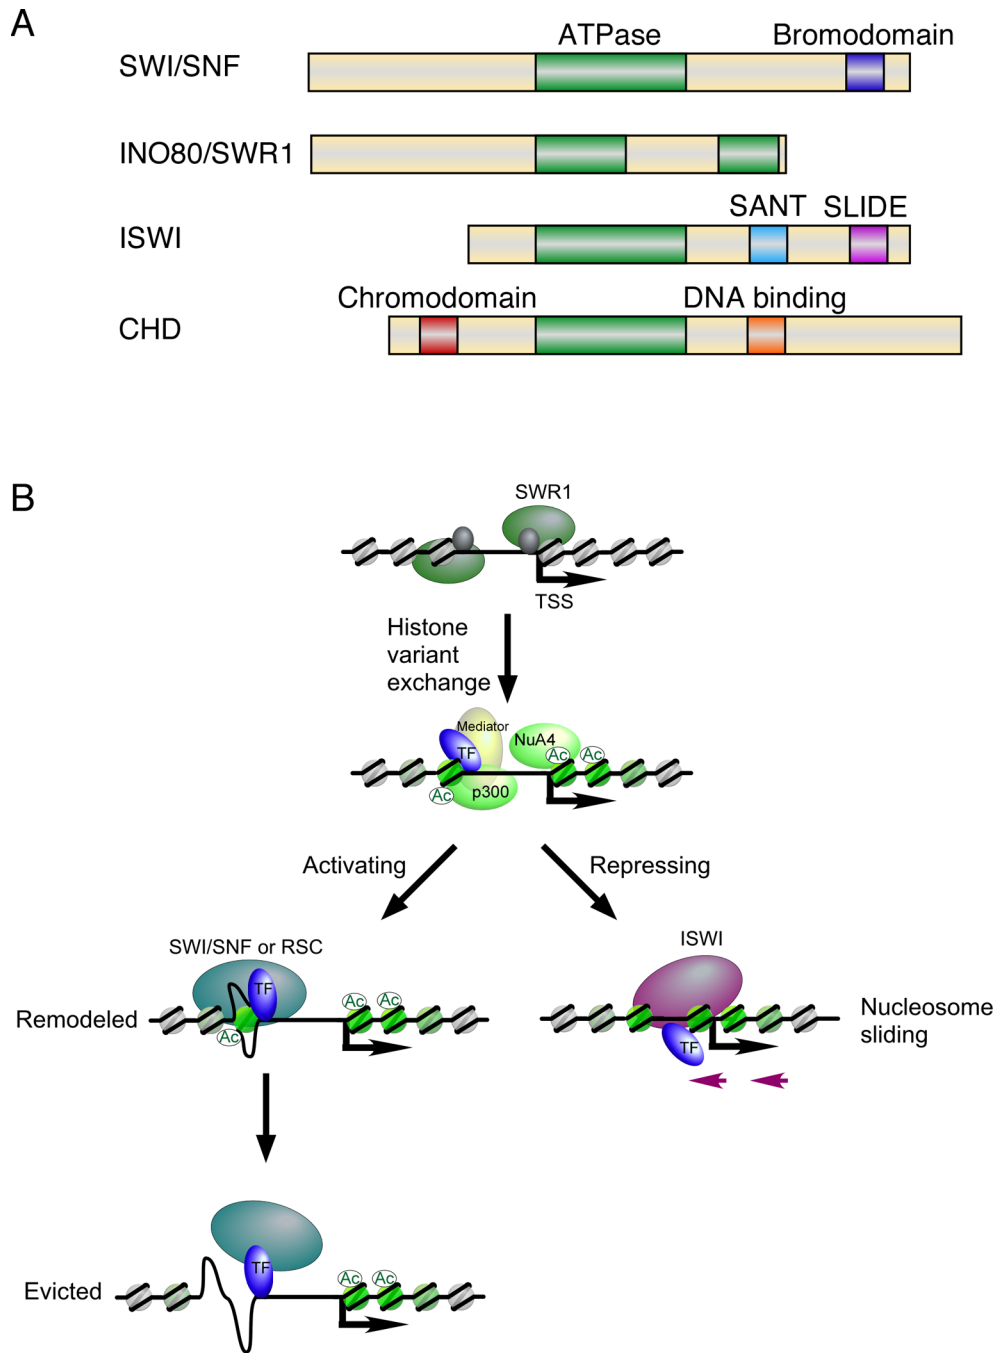 A
ATPase
Bromodomain
SWI/SNF
INO80/SWR1
SANT
SLIDE
ISWI
Chromodomain
DNA binding
CHD
B
SWR1
TSS
Histone
variant
exchange
Mediator
TF
NuA4
Ac
Ac
Ac
p300
Activating
Repressing
SWI/SNF or RSC
ISWI
TF
Ac
Ac
Remodeled
Ac
Nucleosome
sliding
TF
TF
Ac
Ac
Evicted